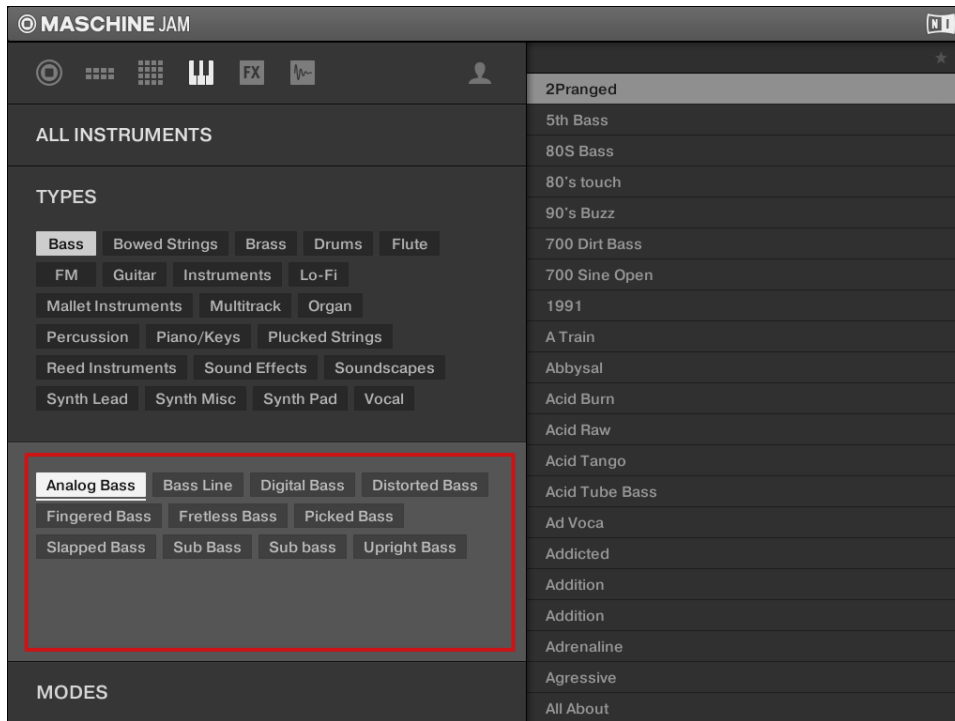 MASCHINE JAM
NI
FX
ALL INSTRUMENTS
TYPES
Bass Bowed Strings Brass Drums Flute
FM Guitar Instruments Lo-Fi
Mallet Instruments Multitrack Organ
Percussion Piano/Keys Plucked Strings
Reed Instruments Sound Effects Soundscapes
Synth Lead Synth Misc Synth Pad Vocal
Analog Bass Bass Line Digital Bass Distorted Bass
Fingered Bass Fretless Bass Picked Bass
Slapped Bass Sub Bass Sub bass Upright Bass
MODES
2Pranged
5th Bass
80S Bass
80's touch
90's Buzz
700 Dirt Bass
700 Sine Open
1991
A Train
Abbysal
Acid Burn
Acid Raw
Acid Tango
Acid Tube Bass
Ad Voca
Addicted
Addition
Addition
Adrenaline
Agressive
All About